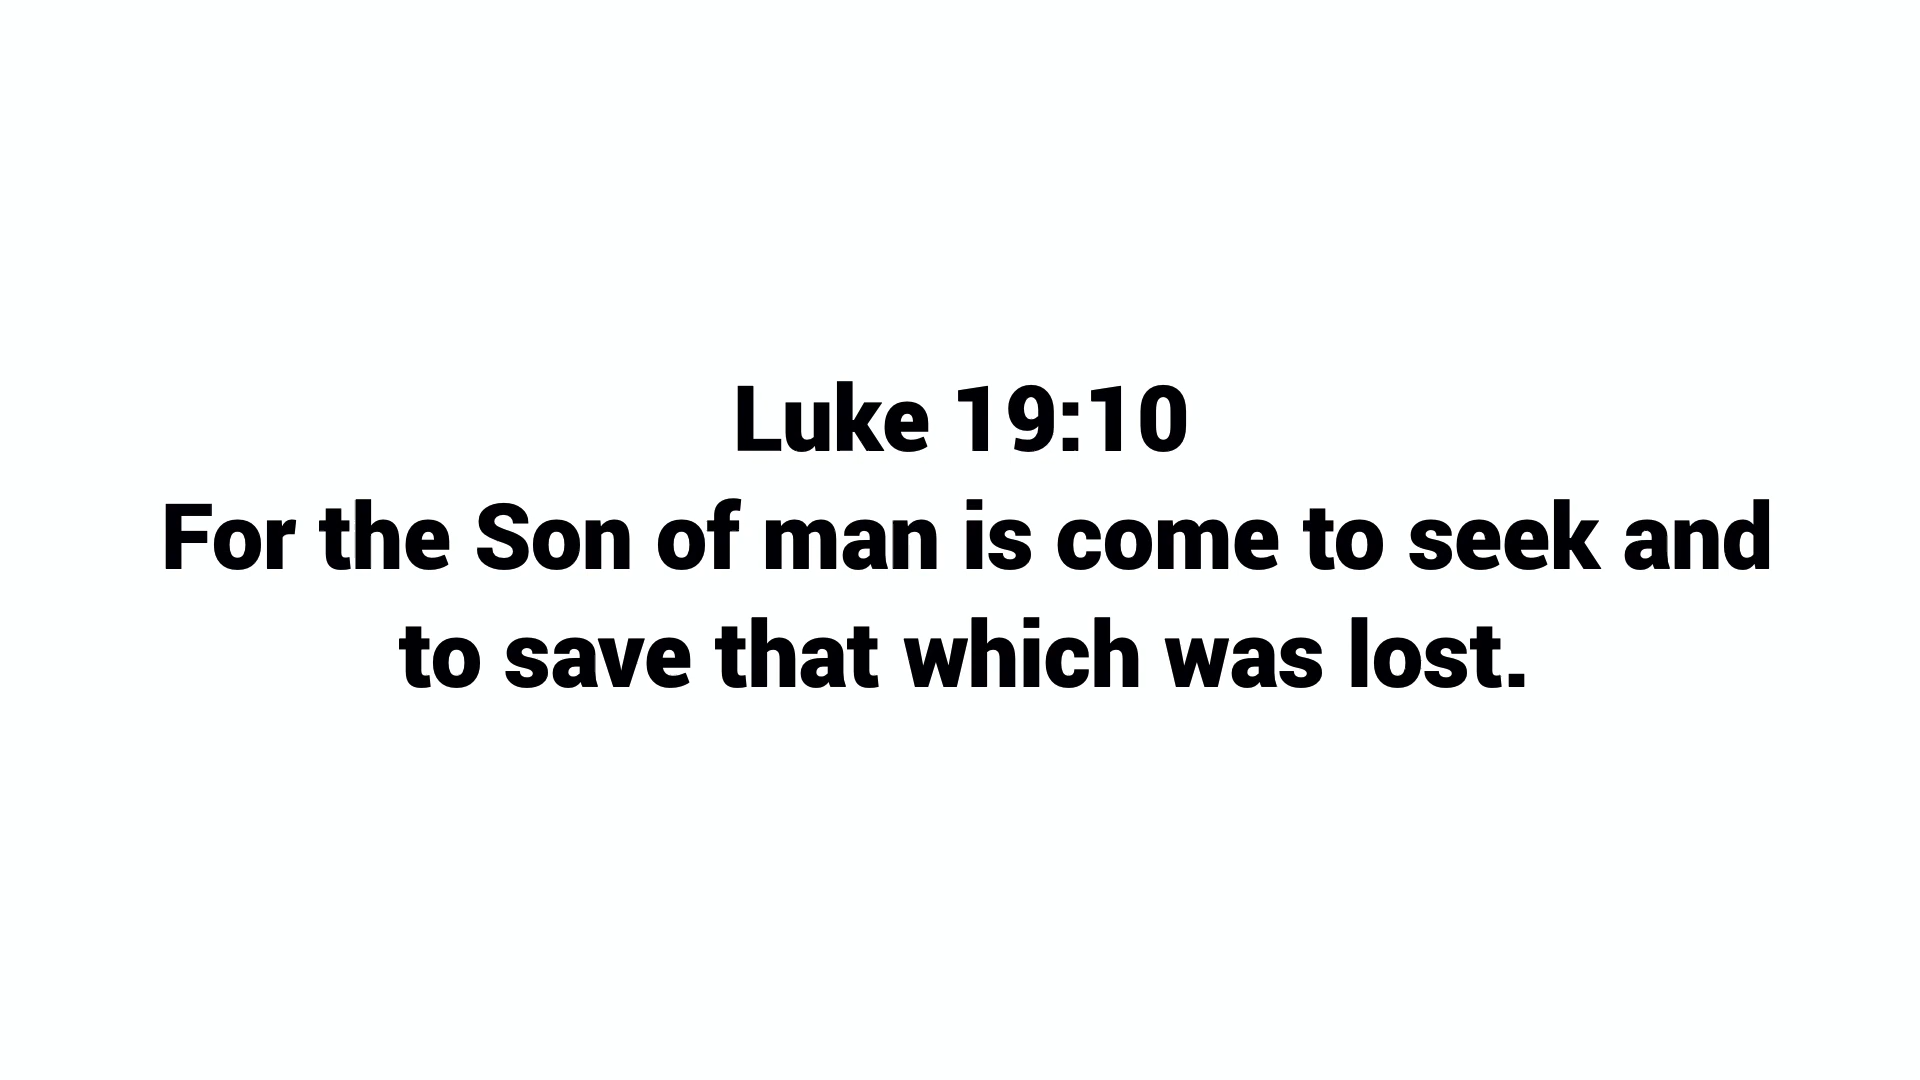 Luke 19:10
For the Son of man is come to seek and
to save that which was lost.